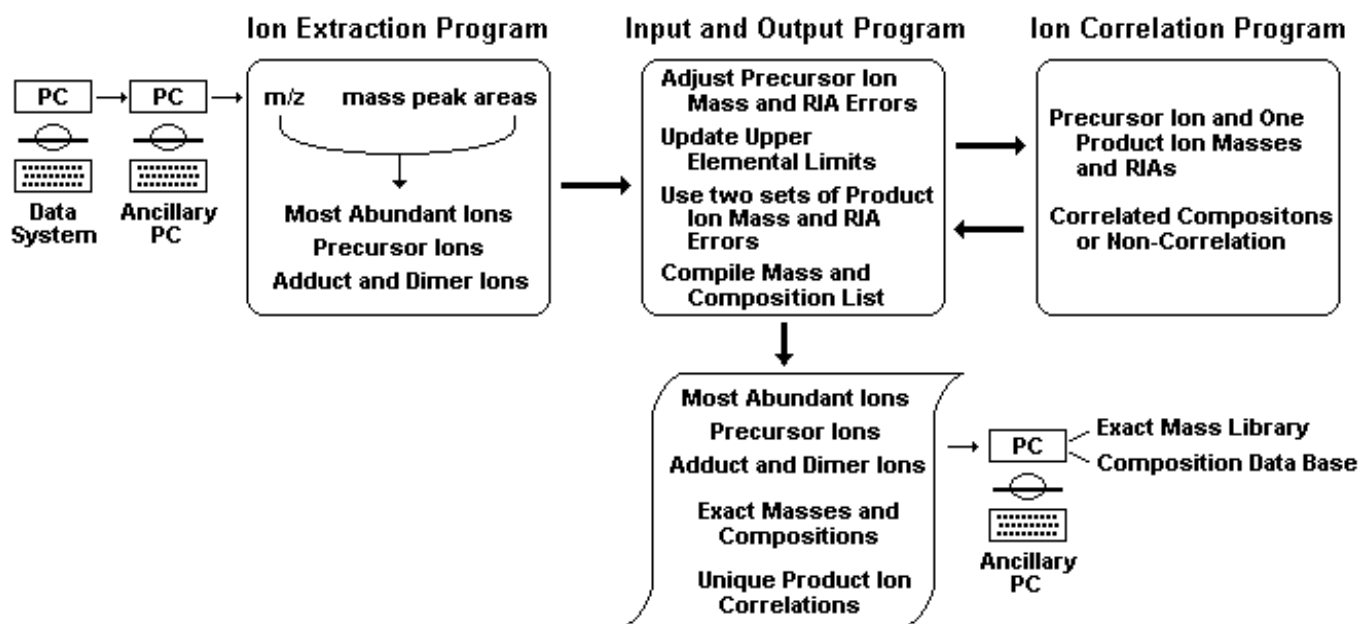 Ion Extraction Program
Input and Output Program
Ion Correlation Program
PC
Data
System
PC
Ancillary
PC
m/z mass peak areas
Most Abundant Ions
Precursor Ions
Adduct and Dimer Ions
Adjust Precursor Ion
Mass and RIA Errors
Update Upper
Elemental Limits
Use two sets of Product
Ion Mass and RIA
Errors
Compile Mass and
Composition List
Precursor Ion and One
Product Ion Masses
and RIAs
Correlated Compositons
or Non-Correlation
Most Abundant Ions
Precursor Ions
Adduct and Dimer Ions
Exact Masses and
Compositions
Unique Product Ion
Correlations
PC
Exact Mass Library
Composition Data Base
Ancillary
PC